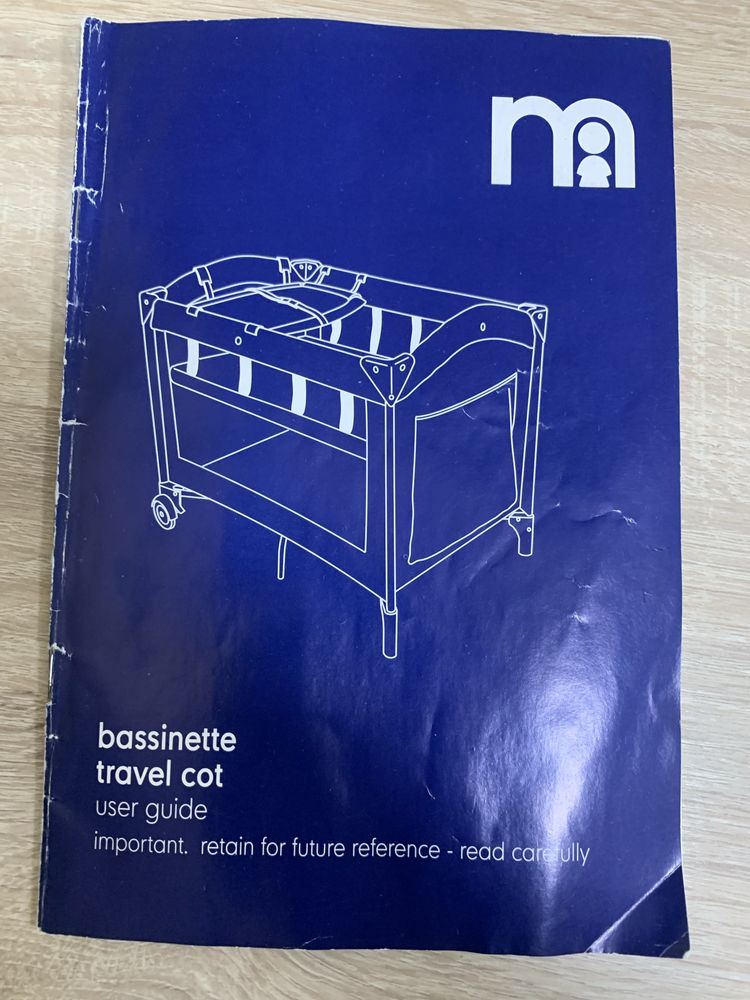 m
bassinette
travel cot
user guide
important. retain for future reference - read carefully